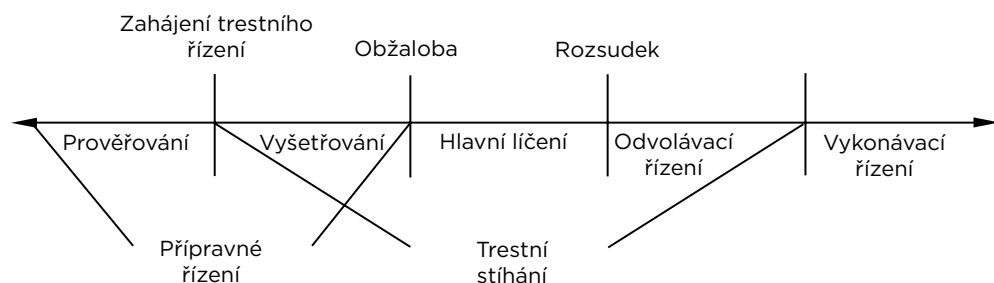 Zahájení trestního
řízení
Obžaloba
Rozsudek
Prověřování
Vyšetřování
Hlavní líčení
Odvolávací
řízení
Vykonávací
řízení
Přípravné
řízení
Trestní
stíhání